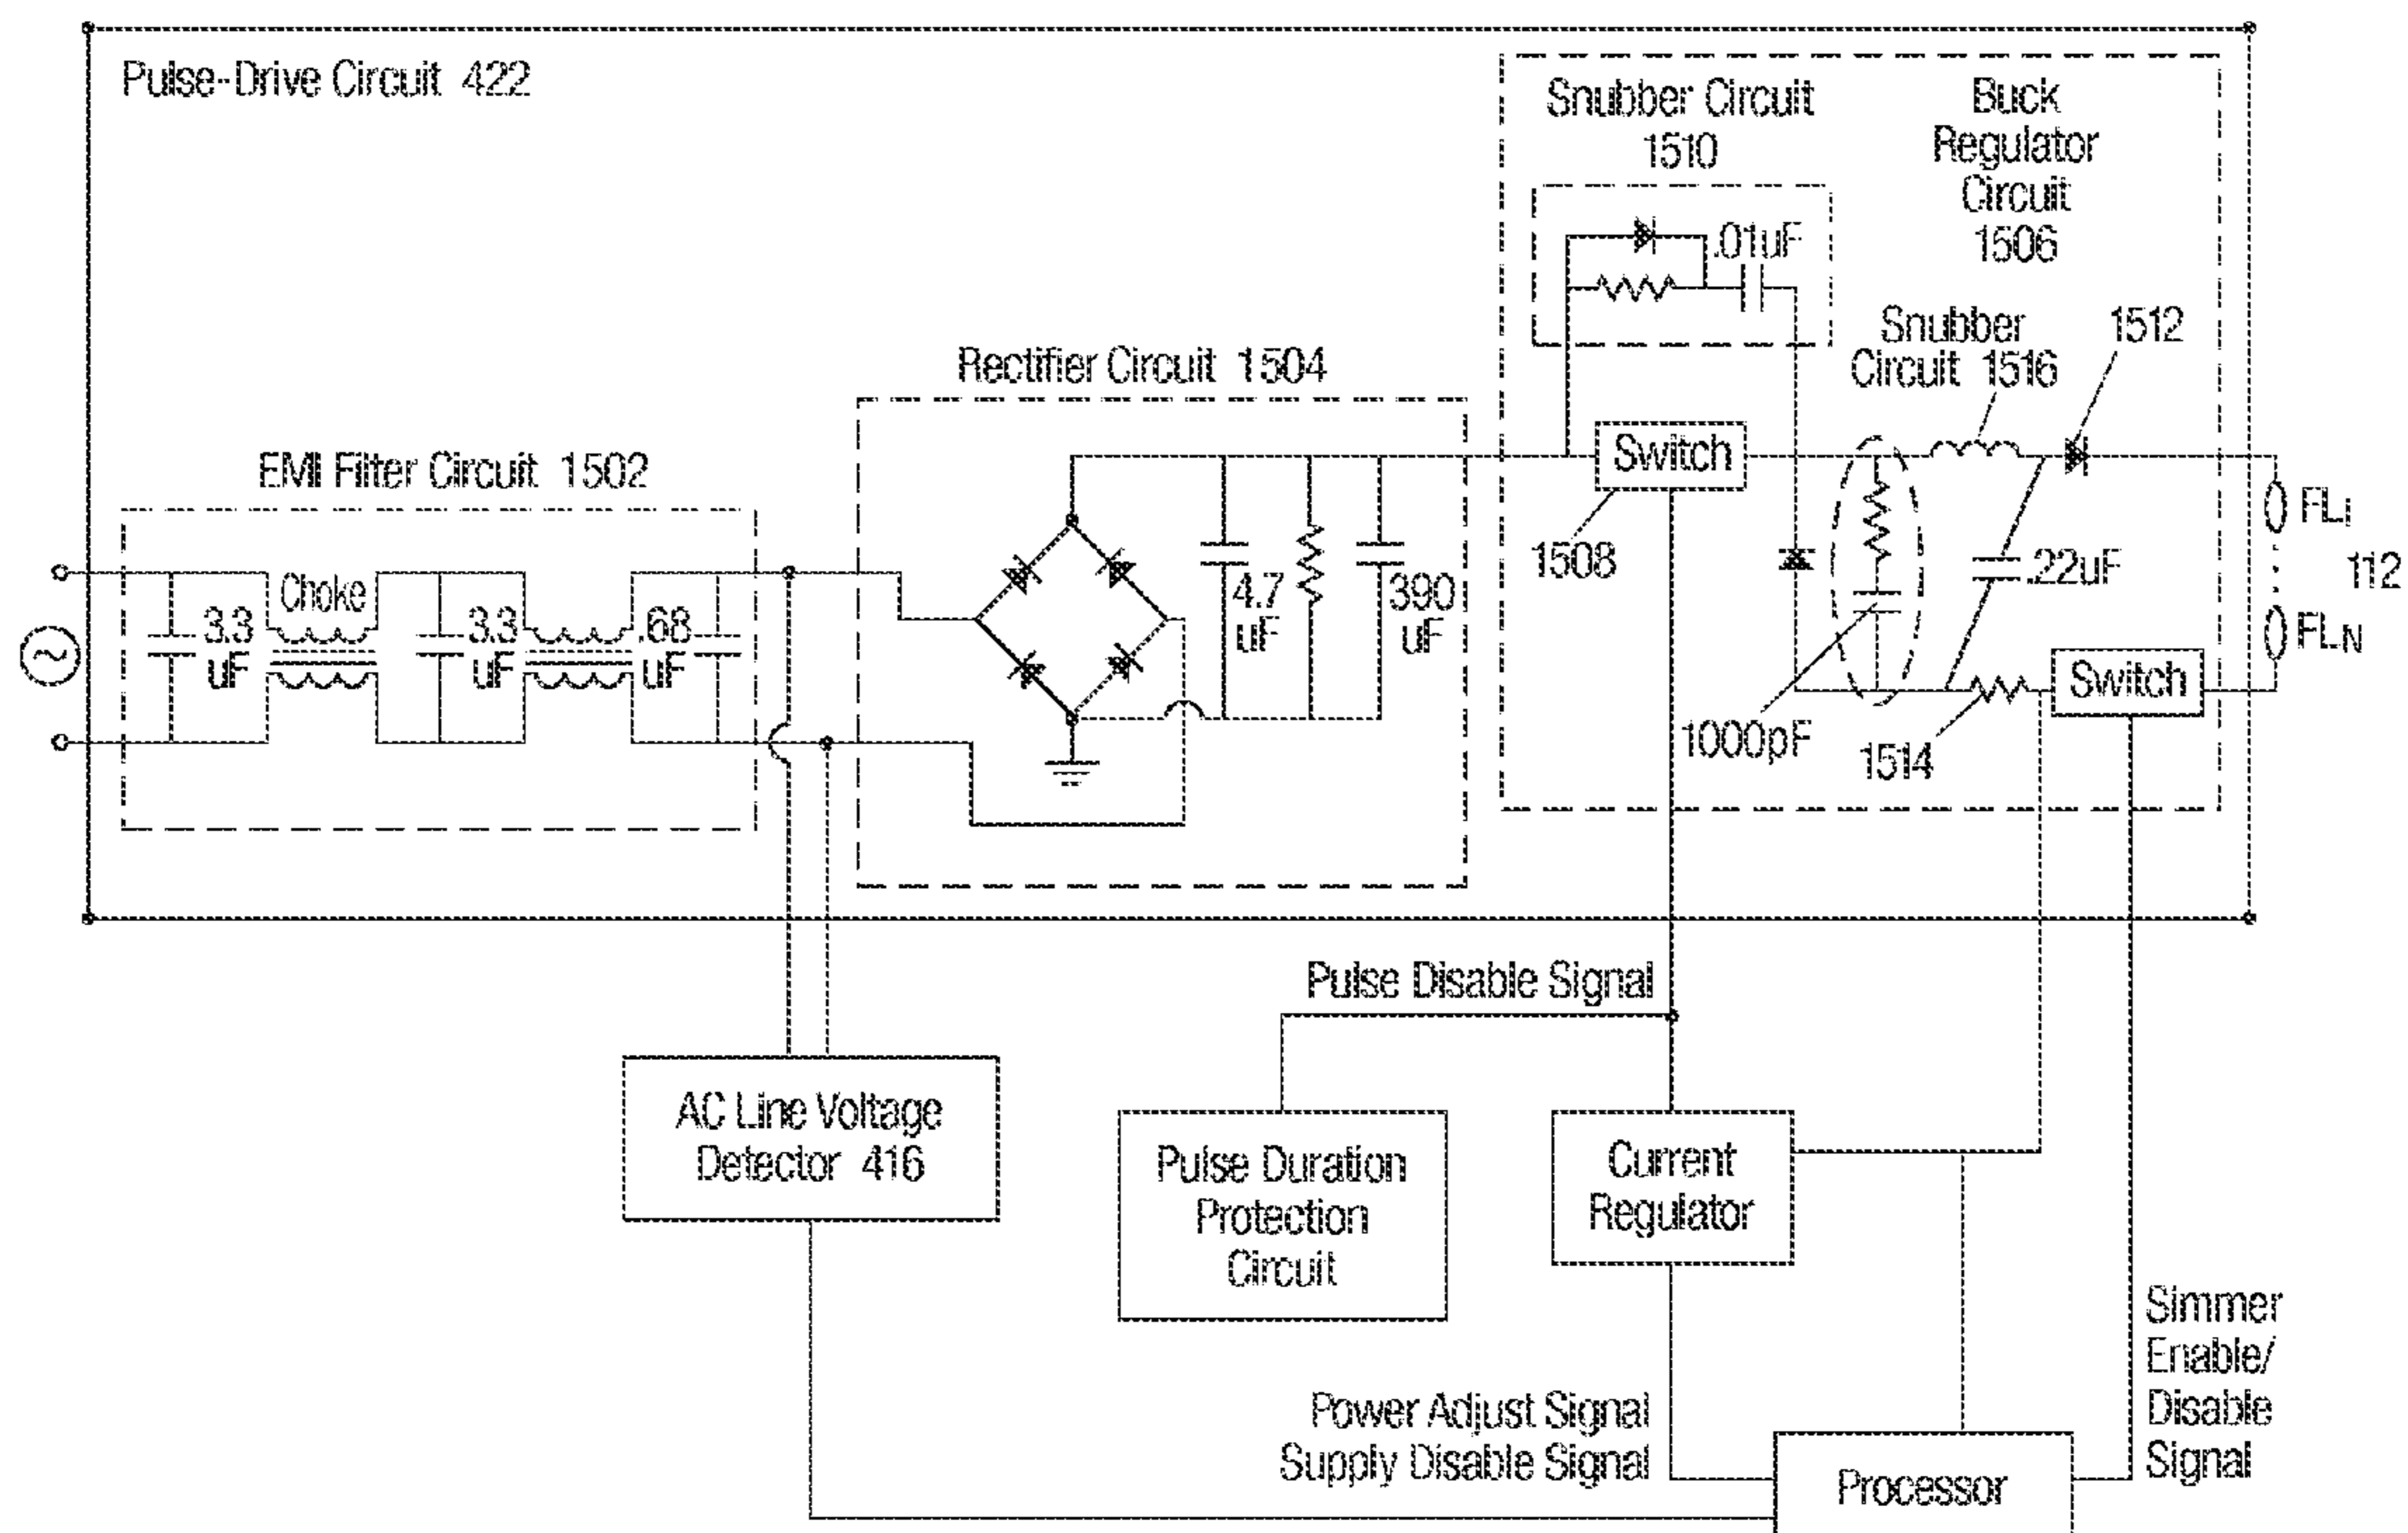 Pulse-Drive Circuit 422
Snubber Circuit
1510
Buck
Regulator
Circuit
1506
.01uF
Snubber
Circuit 1516
1512
Rectifier Circuit 1504
EMI Filter Circuit 1502
Switch
1508
Choke
3.3
uF
3.3
uF
.68
uF
4.7
uF
390
uF
.22uF
FL1
112
FLN
Switch
1000pF
1514
Pulse Disable Signal
AC Line Voltage
Detector 416
Pulse Duration
Protection
Circuit
Current
Regulator
Simmer
Enable/
Disable
Signal
Power Adjust Signal
Supply Disable Signal
Processor